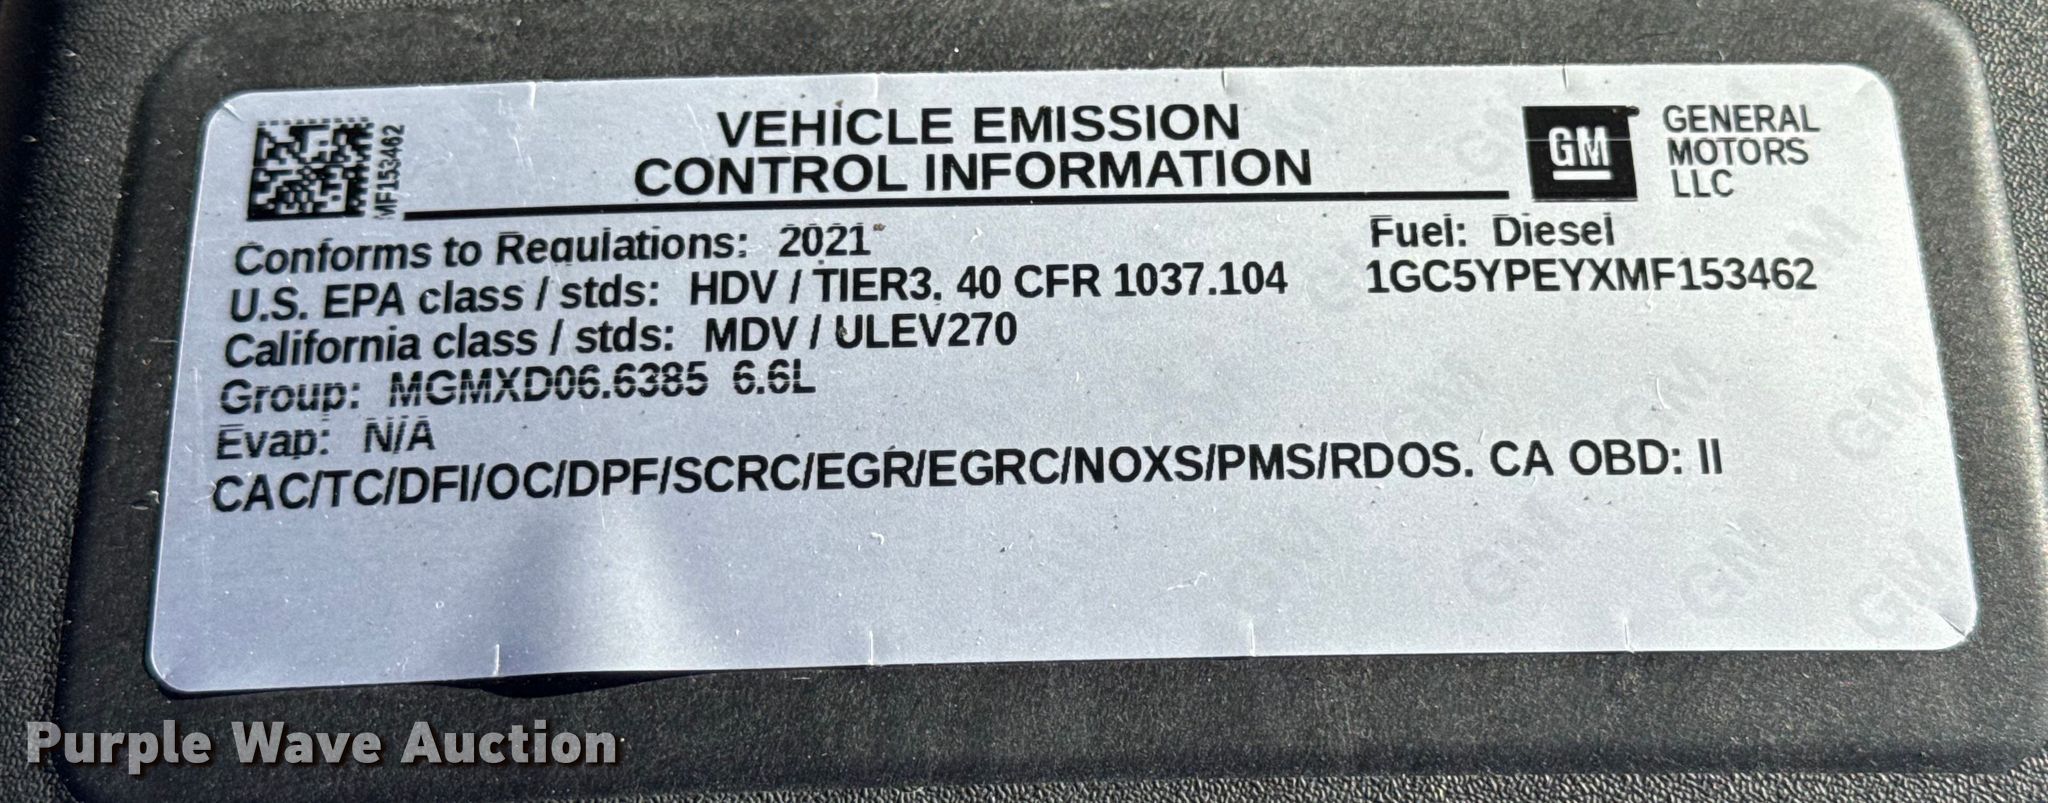 VEHICLE EMISSION
CONTROL INFORMATION
MF153462
GM
GENERAL
MOTORS
LLC
Conforms to Regulations: 2021
Fuel: Diesel
U.S. EPA class / stds: HDV / TIER3, 40 CFR 1037.104
1GC5YPEYXMF153462
California class / stds: MDV / ULEV270
Group: MGMXD06.6385 6.6L
Evap: N/A
CAC/TC/DFI/OC/DPF/SCRC/EGR/EGRC/NOXS/PMS/RDOS. CA OBD: II
Purple Wave Auction